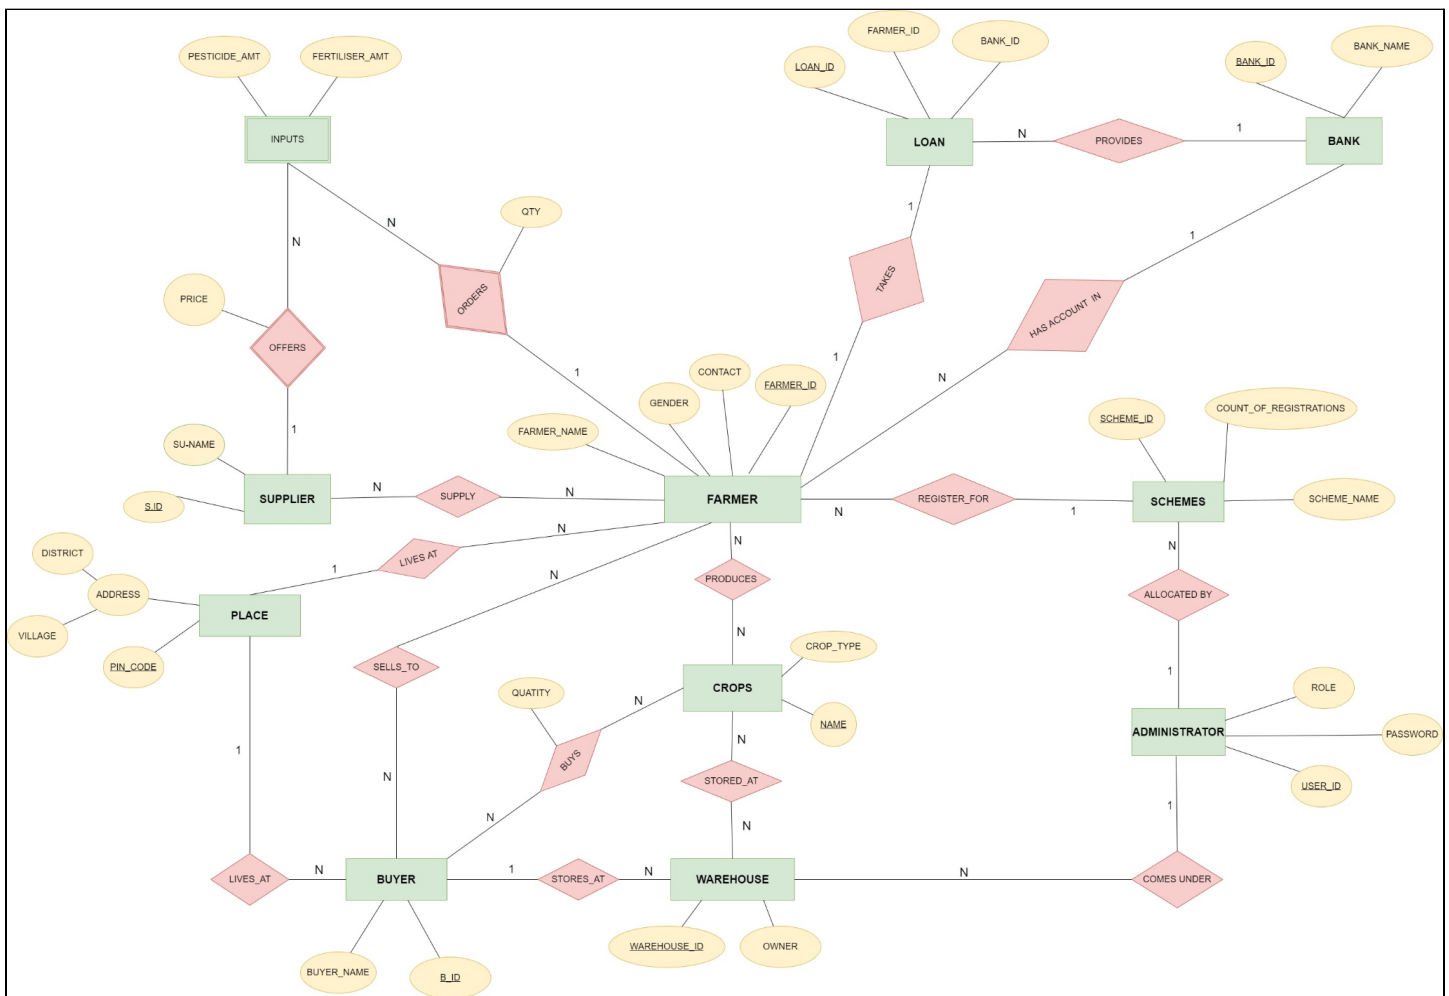 FARMER_ID
BANK_ID
BANK_NAME
PESTICIDE_AMT
FERTILISER_AMT
LOAN_ID
BANK_ID
INPUTS
LOAN
N
PROVIDES
1
BANK
QTY
N
1
N
1
TAKES
ORDERS
PRICE
HAS ACCOUNT IN
OFFERS
1
1
CONTACT
FARMER_ID
N
GENDER
COUNT_OF_REGISTRATIONS
SCHEME_ID
1
FARMER_NAME
SU-NAME
SUPPLIER
N
SUPPLY
N
FARMER
REGISTER_FOR
SCHEMES
SCHEME_NAME
S.ID
N
1
N
N
N
DISTRICT
LIVES AT
1
N
PRODUCES
ADDRESS
ALLOCATED BY
PLACE
VILLAGE
N
CROP_TYPE
PIN_CODE
SELLS_TO
1
CROPS
ROLE
QUATITY
N
NAME
ADMINISTRATOR
PASSWORD
1
N
BUYS
N
STORED_AT
USER_ID
1
N
N
LIVES_AT
N
BUYER
1
STORES_AT
N
WAREHOUSE
N
COMES UNDER
WAREHOUSE_ID
OWNER
BUYER_NAME
B_ID